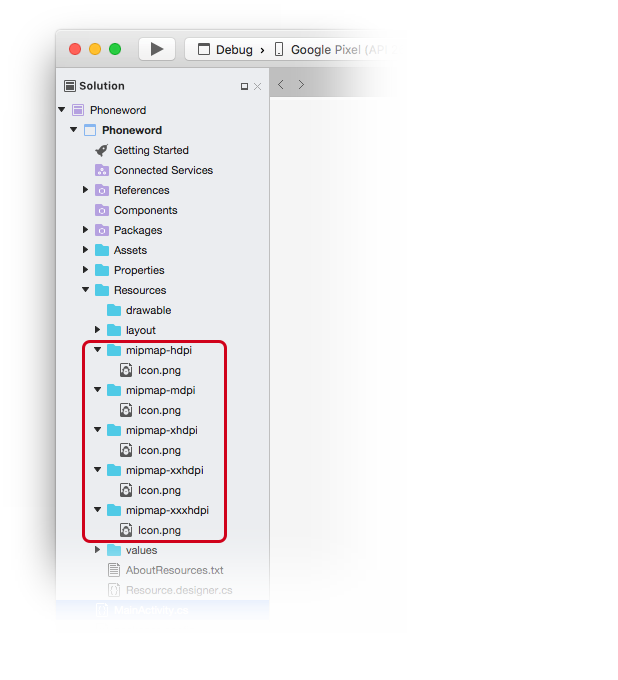 Debug › Google Pixel (API
Solution
Phoneword
Phoneword
Getting Started
Connected Services
References
Components
Packages
Assets
Properties
Resources
drawable
layout
mipmap-hdpi
Icon.png
mipmap-mdpi
Icon.png
mipmap-xhdpi
Icon.png
mipmap-xxhdpi
Icon.png
mipmap-xxxhdpi
Icon.png
values
AboutResources.txt
Resource.designer.cs
MainActivity.cs